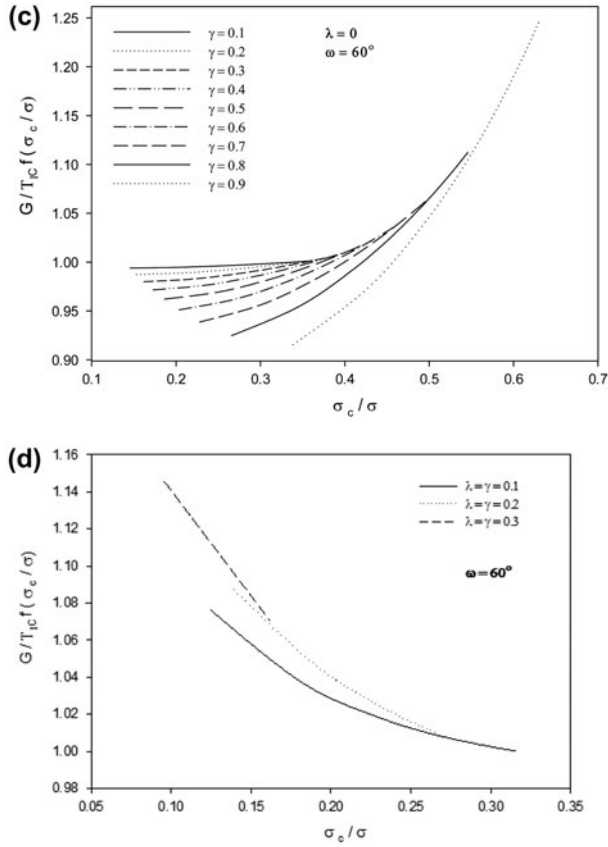 (c)
G/T_IC f(σ_c/σ)
1.25
1.20
1.15
1.10
1.05
1.00
0.95
0.90
γ=0.1
γ=0.2
γ=0.3
γ=0.4
γ=0.5
γ=0.6
γ=0.7
γ=0.8
γ=0.9
λ=0
ω=60°
0.1 0.2 0.3 0.4 0.5 0.6 0.7
σ_c/σ
(d)
G/T_IC f(σ_c/σ)
1.16
1.14
1.12
1.10
1.08
1.06
1.04
1.02
1.00
0.98
λ=γ=0.1
λ=γ=0.2
λ=γ=0.3
ω=60°
0.05 0.10 0.15 0.20 0.25 0.30 0.35
σ_c/σ